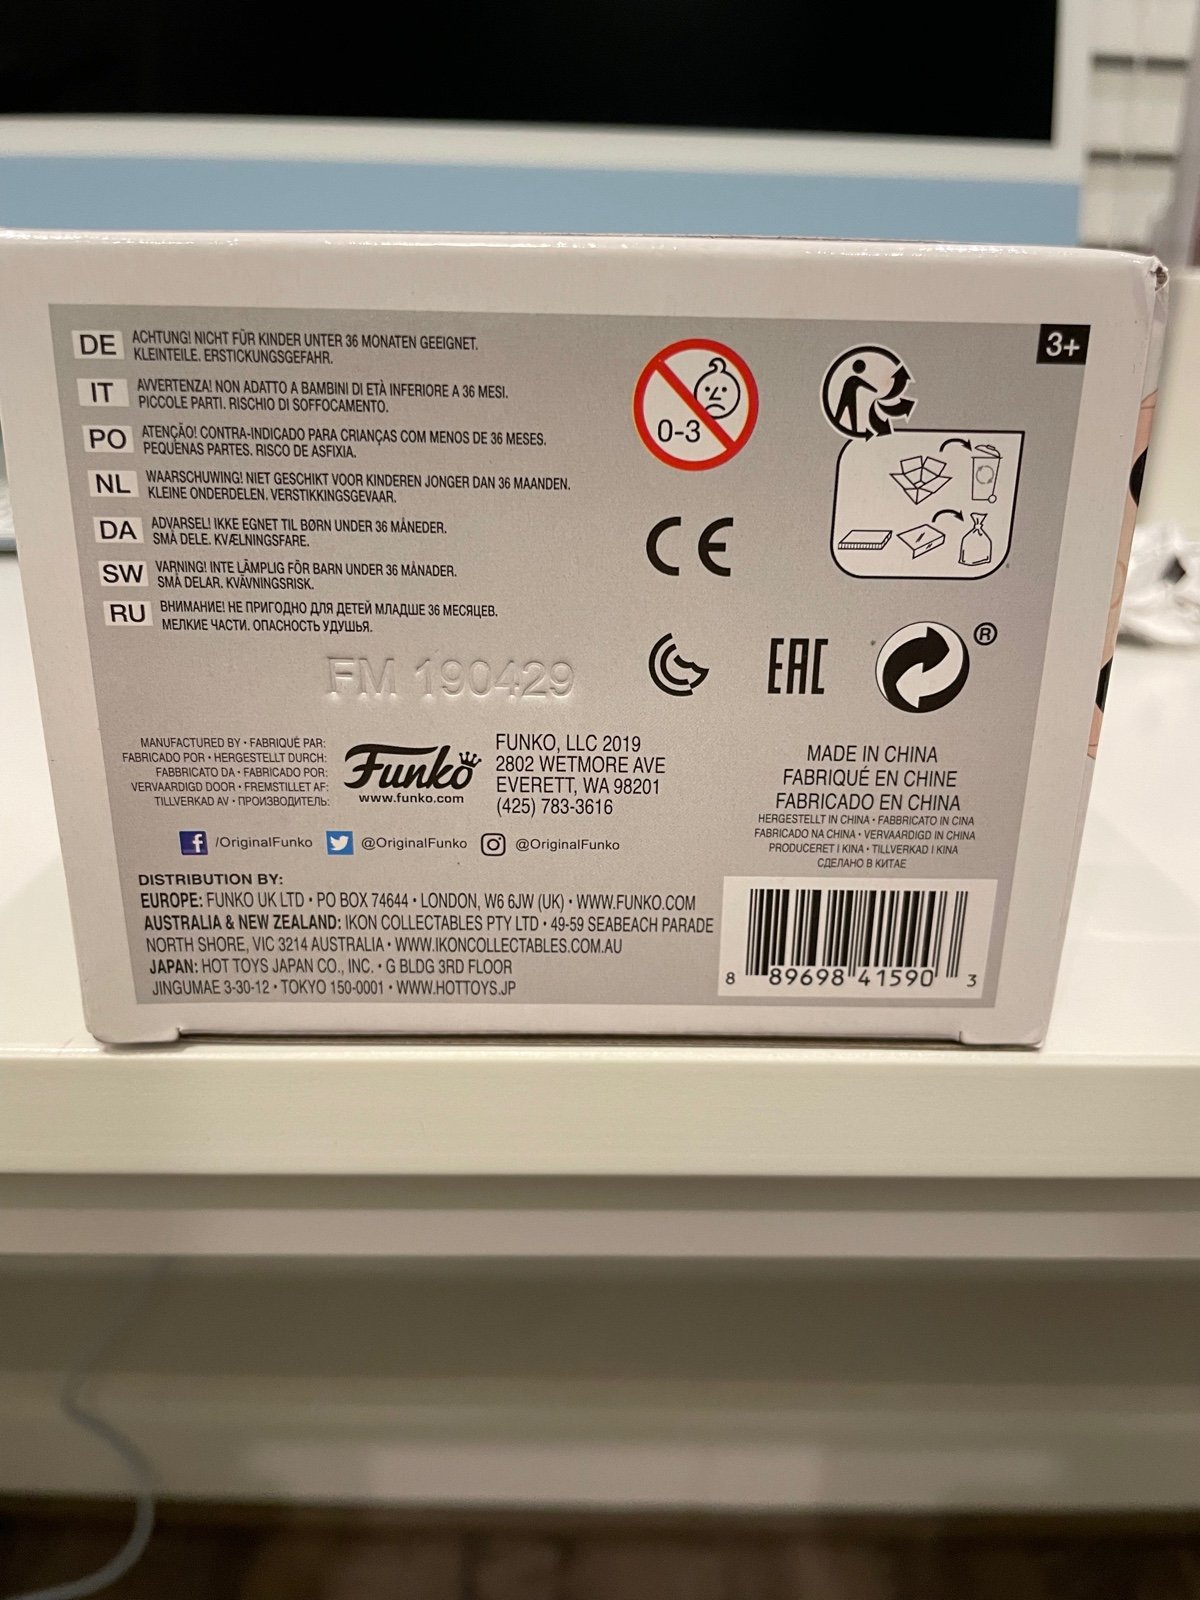 DE ACHTUNG! NICHT FÜR KINDER UNTER 36 MONATEN GEEIGNET.
KLEINTEILE. ERSTICKUNGSGEFAHR.
IT AVVERTENZA! NON ADATTO A BAMBINI DI ETÀ INFERIORE A 36 MESI.
PICCOLE PARTI. RISCHIO DI SOFFOCAMENTO.
PO ATENÇÃO! CONTRA-INDICADO PARA CRIANÇAS COM MENOS DE 36 MESES.
PEQUENAS PARTES. RISCO DE ASFIXIA.
NL WAARSCHUWING! NIET GESCHIKT VOOR KINDEREN JONGER DAN 36 MAANDEN.
KLEINE ONDERDELEN. VERSTIKKINGSGEVAAR.
DA ADVARSEL! IKKE EGNET TIL BØRN UNDER 36 MÅNEDER.
SMÅ DELE. KVÆLNINGSFARE.
SW VARNING! INTE LÄMPLIG FÖR BARN UNDER 36 MÅNADER.
SMÅ DELAR. KVÄVNINGSRISK.
RU ВНИМАНИЕ! НЕ ПРИГОДНО ДЛЯ ДЕТЕЙ МЛАДШЕ 36 МЕСЯЦЕВ.
МЕЛКИЕ ЧАСТИ. ОПАСНОСТЬ УДУШЬЯ.
0-3
3+
CE
EAC
®
FM 190429
MANUFACTURED BY • FABRIQUÉ PAR:
FABRICADO POR • HERGESTELLT DURCH:
FABBRICATO DA • FABRICADO POR:
VERVAARDIGD DOOR • FREMSTILLET AF:
TILLVERKAD AV • ПРОИЗВОДИТЕЛЬ:
Funko
www.funko.com
FUNKO, LLC 2019
2802 WETMORE AVE
EVERETT, WA 98201
(425) 783-3616
MADE IN CHINA
FABRIQUÉ EN CHINE
FABRICADO EN CHINA
HERGESTELLT IN CHINA • FABBRICATO IN CINA
FABRICADO NA CHINA • VERVAARDIGD IN CHINA
PRODUCERET I KINA • TILLVERKAD I KINA
СДЕЛАНО В КИТАЕ
f /OriginalFunko @OriginalFunko @OriginalFunko
DISTRIBUTION BY:
EUROPE: FUNKO UK LTD • PO BOX 74644 • LONDON, W6 6JW (UK) • WWW.FUNKO.COM
AUSTRALIA & NEW ZEALAND: IKON COLLECTABLES PTY LTD • 49-59 SEABEACH PARADE
NORTH SHORE, VIC 3214 AUSTRALIA • WWW.IKONCOLLECTABLES.COM.AU
JAPAN: HOT TOYS JAPAN CO., INC. • G BLDG 3RD FLOOR
JINGUMAE 3-30-12 • TOKYO 150-0001 • WWW.HOTTOYS.JP
8 89698 41590 3